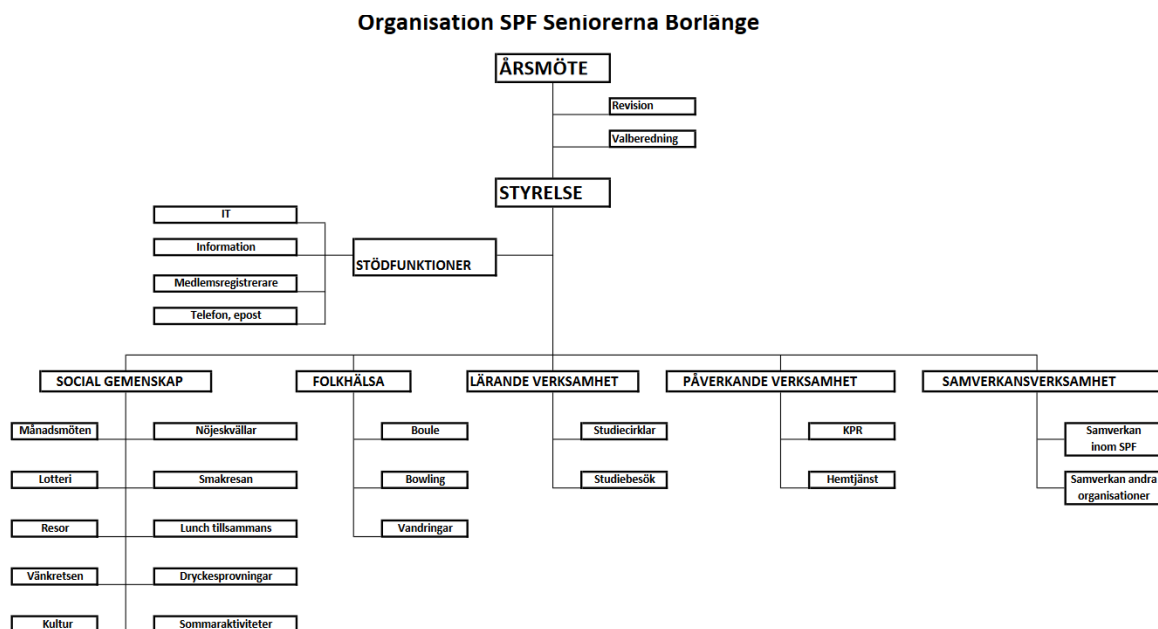 Organisation SPF Seniorerna Borlänge
ÅRSMÖTE
Revision
Valberedning
STYRELSE
IT
Information
Medlemsregistrerare
Telefon, epost
STÖDFUNKTIONER
SOCIAL GEMENSKAP
FOLKHÄLSA
LÄRANDE VERKSAMHET
PÅVERKANDE VERKSAMHET
SAMVERKANSVERKSAMHET
Månadsmöten
Nöjeskvällar
Lotteri
Smakresan
Resor
Lunch tillsammans
Vänkretsen
Dryckesprovningar
Kultur
Sommaraktiviteter
Boule
Bowling
Vandringar
Studiecirklar
Studiebesök
KPR
Hemtjänst
Samverkan
inom SPF
Samverkan andra
organisationer